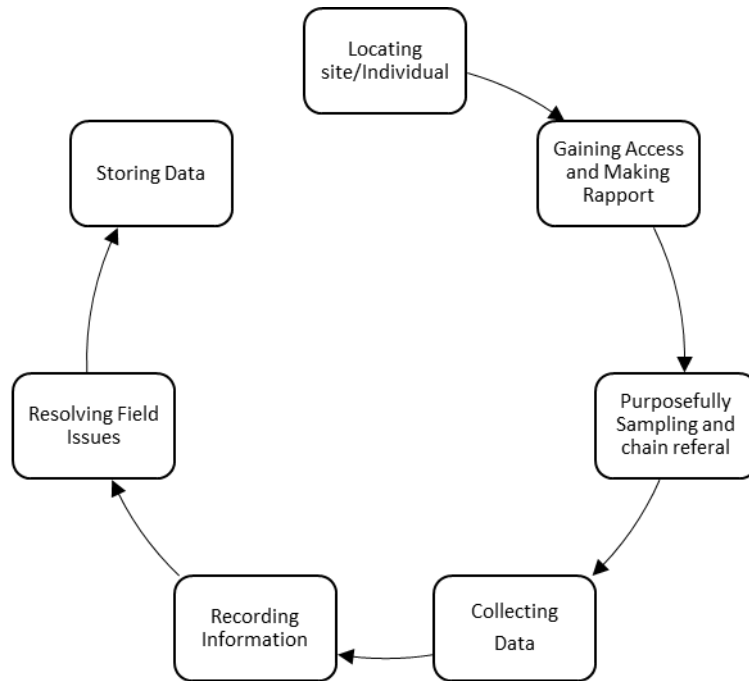 Locating
site/Individual
Gaining Access
and Making
Rapport
Purposefully
Sampling and
chain referal
Collecting
Data
Recording
Information
Resolving Field
Issues
Storing Data